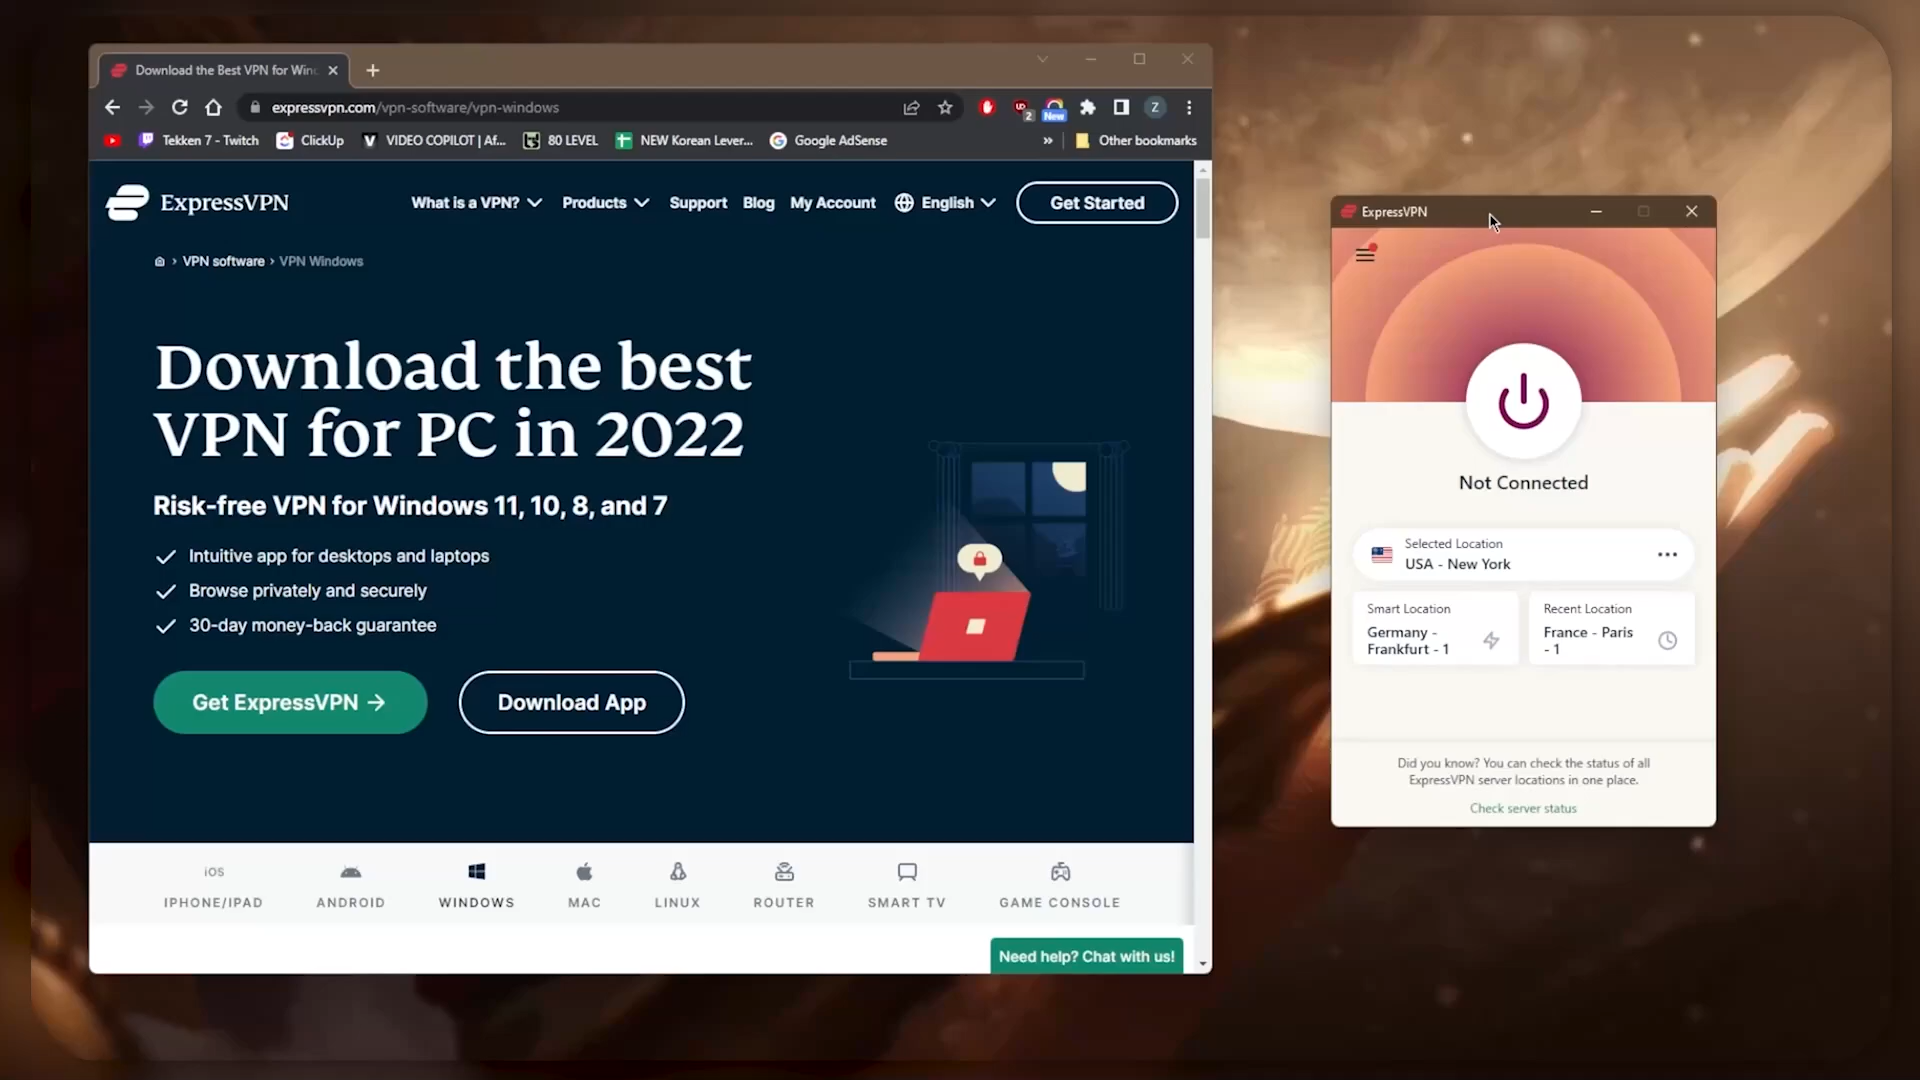 Download the Best VPN for Win
expressvpn.com/vpn-software/vpn-windows
UD
2
New
Z
Tekken 7 - Twitch
ClickUp
VIDEO COPILOT | Af...
80 LEVEL
NEW Korean Lever...
Google AdSense
»
Other bookmarks
ExpressVPN
What is a VPN?
Products
Support
Blog
My Account
English
Get Started
VPN software › VPN Windows
Download the best
VPN for PC in 2022
Risk-free VPN for Windows 11, 10, 8, and 7
Intuitive app for desktops and laptops
Browse privately and securely
30-day money-back guarantee
Get ExpressVPN →
Download App
iOS
IPHONE/IPAD
ANDROID
WINDOWS
MAC
LINUX
ROUTER
SMART TV
GAME CONSOLE
Need help? Chat with us!
ExpressVPN
Not Connected
Selected Location
USA - New York
Smart Location
Germany -
Frankfurt - 1
Recent Location
France - Paris
- 1
Did you know? You can check the status of all
ExpressVPN server locations in one place.
Check server status